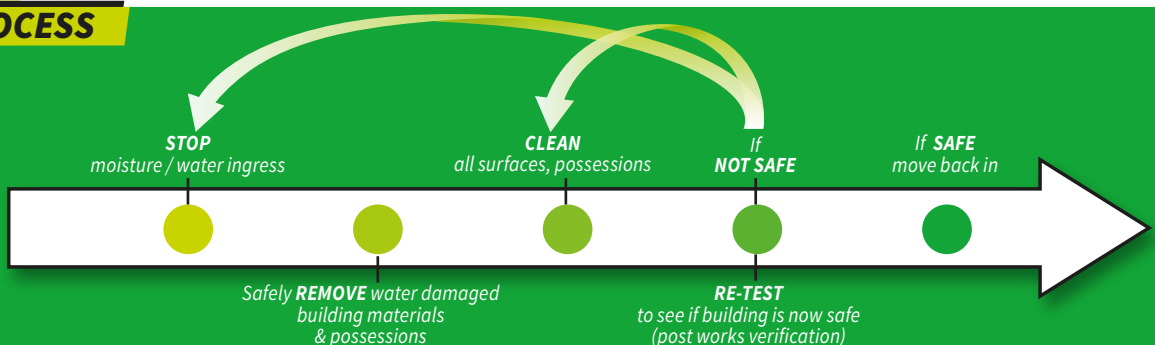 OCESS
STOP
moisture / water ingress
CLEAN
all surfaces, possessions
If
NOT SAFE
If SAFE
move back in
Safely REMOVE water damaged
building materials
& possessions
RE-TEST
to see if building is now safe
(post works verification)